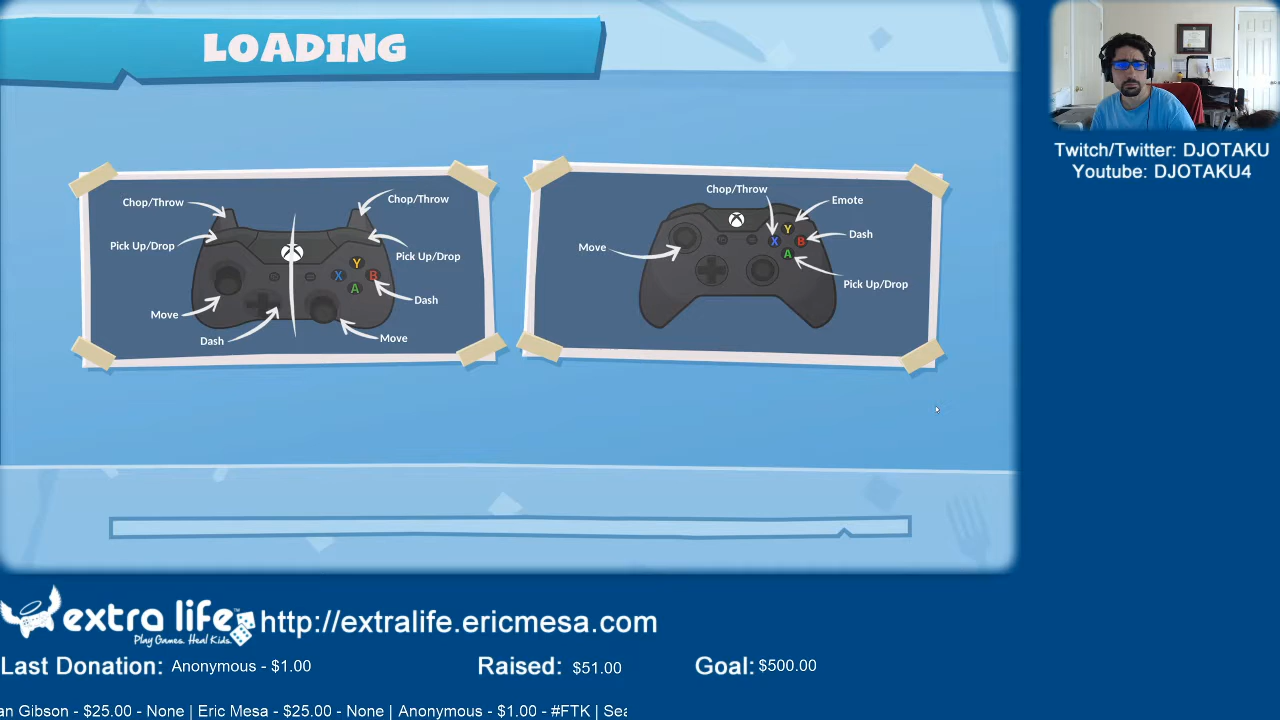 LOADING
Chop/Throw
Chop/Throw
Pick Up/Drop
Pick Up/Drop
Y
X
B
A
Dash
Move
Dash
Move
Chop/Throw
Emote
Y
Move
X
B
Dash
A
Pick Up/Drop
Twitch/Twitter: DJOTAKU
Youtube: DJOTAKU4
extra life
Play Games. Heal Kids.
http://extralife.ericmesa.com
Last Donation: Anonymous - $1.00 Raised: $51.00 Goal: $500.00
an Gibson - $25.00 - None | Eric Mesa - $25.00 - None | Anonymous - $1.00 - #FTK |